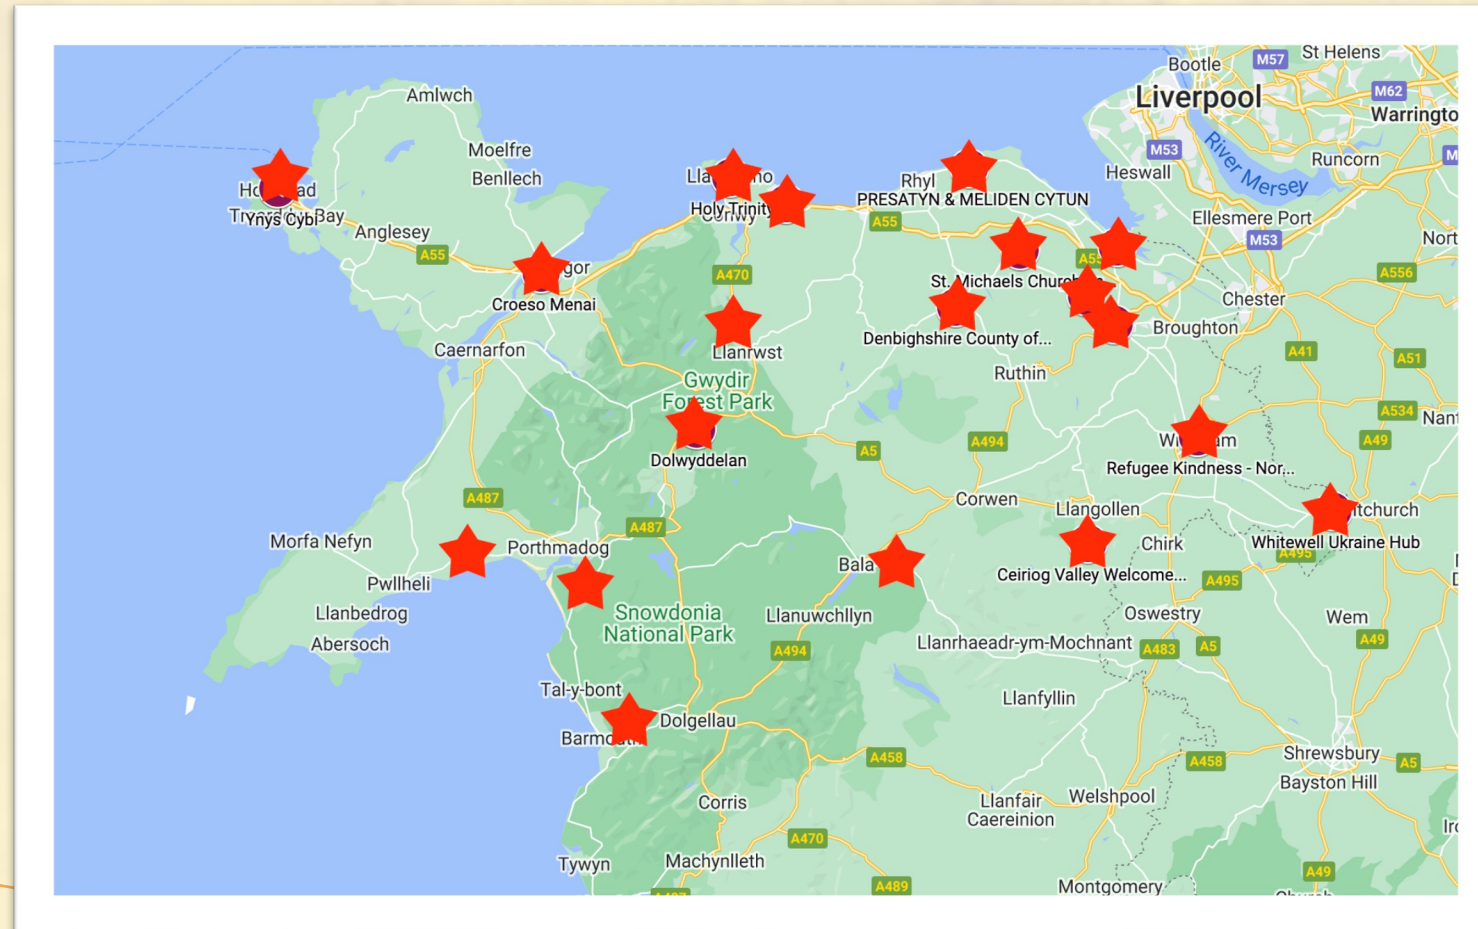 St Helens
M57
Bootle
Amlwch
Liverpool
M62
Warringto
Moelfre
M53
Runcorn
M
Benllech
Rhyl
Heswall
River Mersey
PRESATYN & MELIDEN CYTUN
Holy Trinity
Ynys Cybi
Anglesey
A55
A55
Ellesmere Port
M53
Nort
A470
A55
A556
St. Michaels Church
Croeso Menai
Chester
Denbighshire County of...
Broughton
Caernarfon
Llanrwst
A41
A51
Ruthin
Gwydir
Forest Park
A534
Nant
A494
A5
A49
Dolwyddelan
Refugee Kindness - Nor...
A487
Corwen
Llangollen
A487
Morfa Nefyn
Porthmadog
Chirk
Whitewell Ukraine Hub
A495
Bala
Ceiriog Valley Welcome...
A495
Pwllheli
Llanbedrog
Snowdonia
National Park
Llanuwchllyn
Oswestry
Wem
Abersoch
A494
Llanrhaeadr-ym-Mochnant
A483
A5
A49
Tal-y-bont
Llanfyllin
Dolgellau
A458
A458
Shrewsbury
A5
Bayston Hill
Corris
Llanfair
Caereinion
Welshpool
A470
Tywyn
Machynlleth
A49
A489
Montgomery